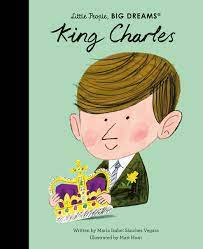 Little People, BIG DREAMS®
King Charles
Written by Maria Isabel Sánchez Vegara
Illustrated by Matt Hunt